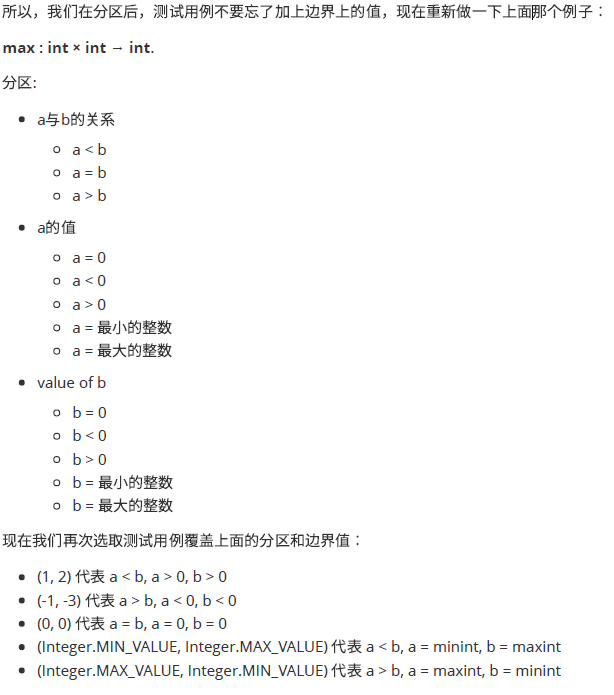 所以，我们在分区后，测试用例不要忘了加上边界上的值，现在重新做一下上面那个例子：
max : int × int → int.
分区:
a与b的关系
a < b
a = b
a > b
a的值
a = 0
a < 0
a > 0
a = 最小的整数
a = 最大的整数
value of b
b = 0
b < 0
b > 0
b = 最小的整数
b = 最大的整数
现在我们再次选取测试用例覆盖上面的分区和边界值：
(1, 2) 代表 a < b, a > 0, b > 0
(-1, -3) 代表 a > b, a < 0, b < 0
(0, 0) 代表 a = b, a = 0, b = 0
(Integer.MIN_VALUE, Integer.MAX_VALUE) 代表 a < b, a = minint, b = maxint
(Integer.MAX_VALUE, Integer.MIN_VALUE) 代表 a > b, a = maxint, b = minint